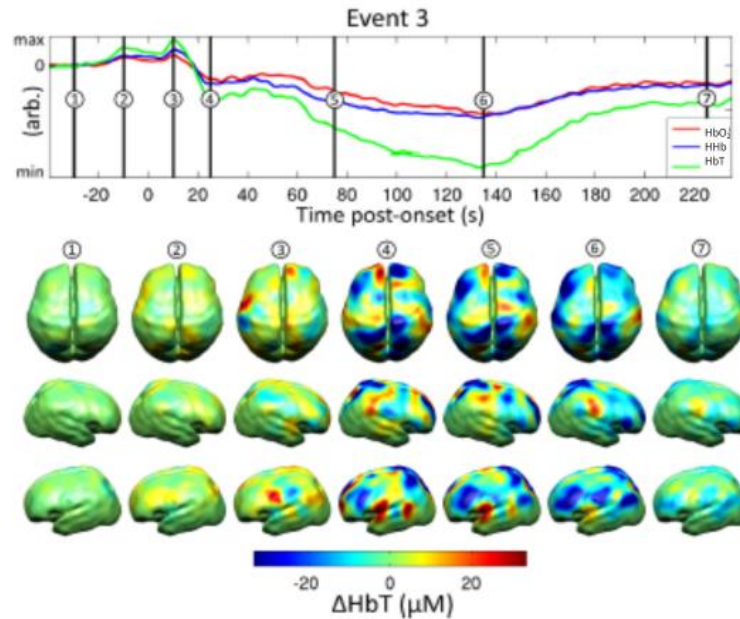 Event 3
max
0
(arb.)
min
① ② ③ ④ ⑤ ⑥ ⑦
HbO₂
HHb
HbT
-20 0 20 40 60 80 100 120 140 160 180 200 220
Time post-onset (s)
① ② ③ ④ ⑤ ⑥ ⑦
-20 0 20
ΔHbT (μM)